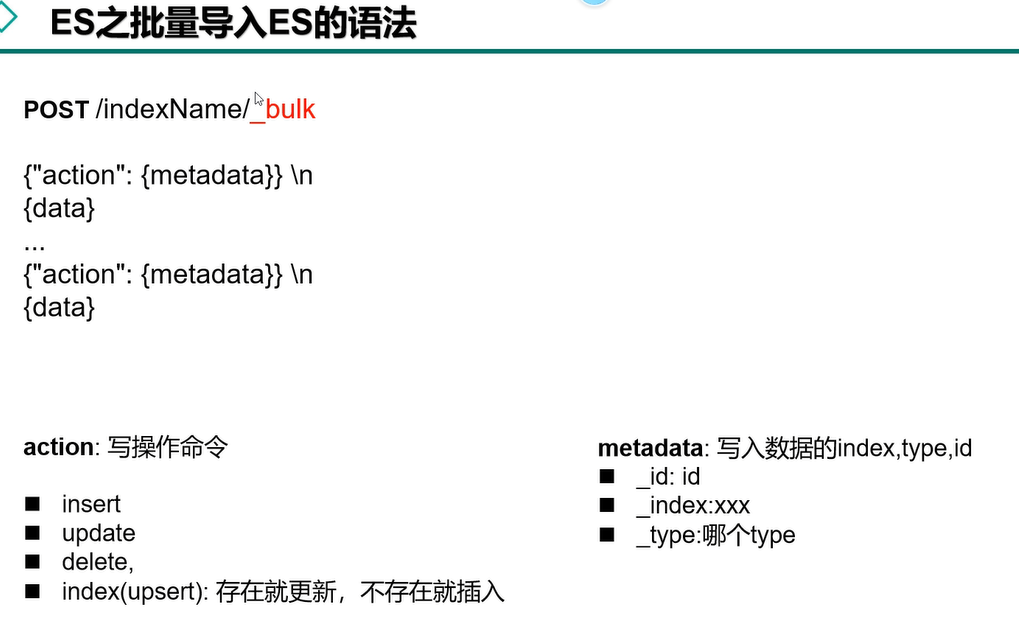 ES之批量导入ES的语法
POST /indexName/_bulk
{"action": {metadata}} \n
{data}
...
{"action": {metadata}} \n
{data}
action: 写操作命令
insert
update
delete,
index(upsert): 存在就更新，不存在就插入
metadata: 写入数据的index,type,id
_id: id
_index:xxx
_type:哪个type